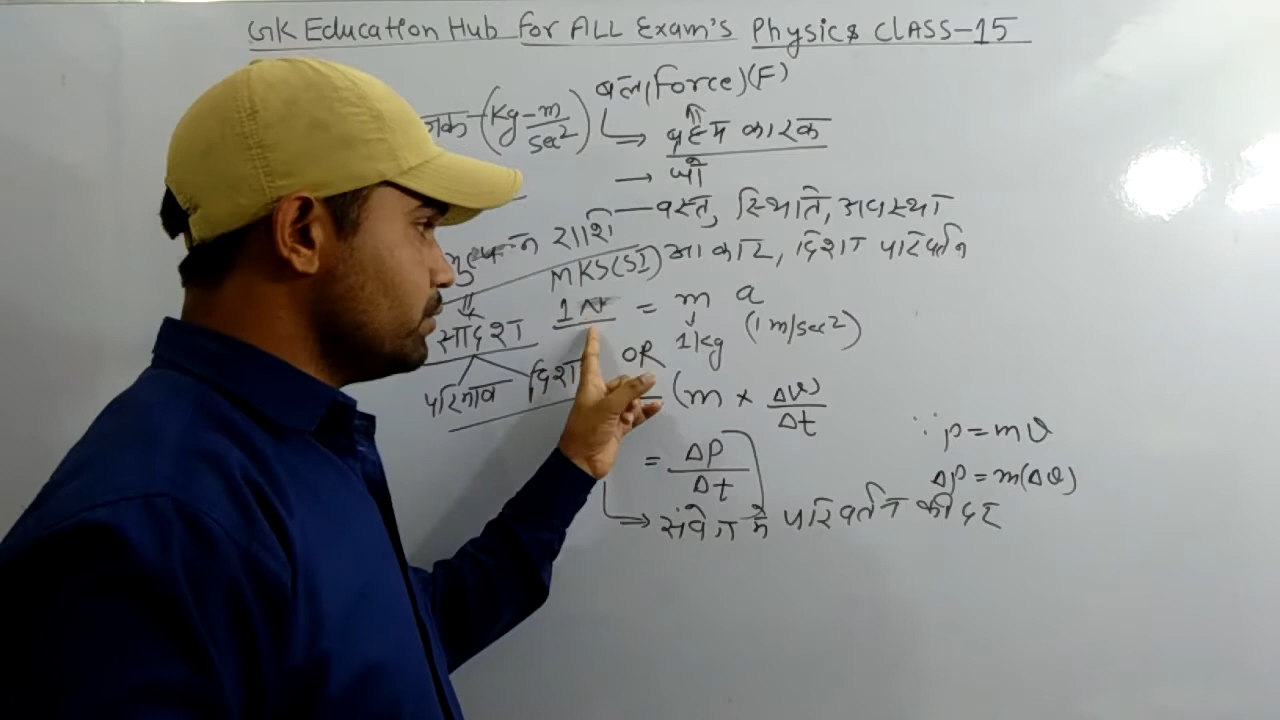 GK Education Hub for ALL Exam's Physics CLASS-15
बल(Force)(F)
जक-(Kg-m/sec²)
→ कारक
→ जो
— वस्तु, स्थिति, अवस्था
राशि
MKS(SI) आकार, दिशा परिवर्तन
1N = m a
सदिश
1kg (1 m/sec²)
OR
दिशा
(m × Δv/Δt
∵ p=mv
= Δp/Δt
Δp=m(Δv)
→ संवेग में परिवर्तन की दर